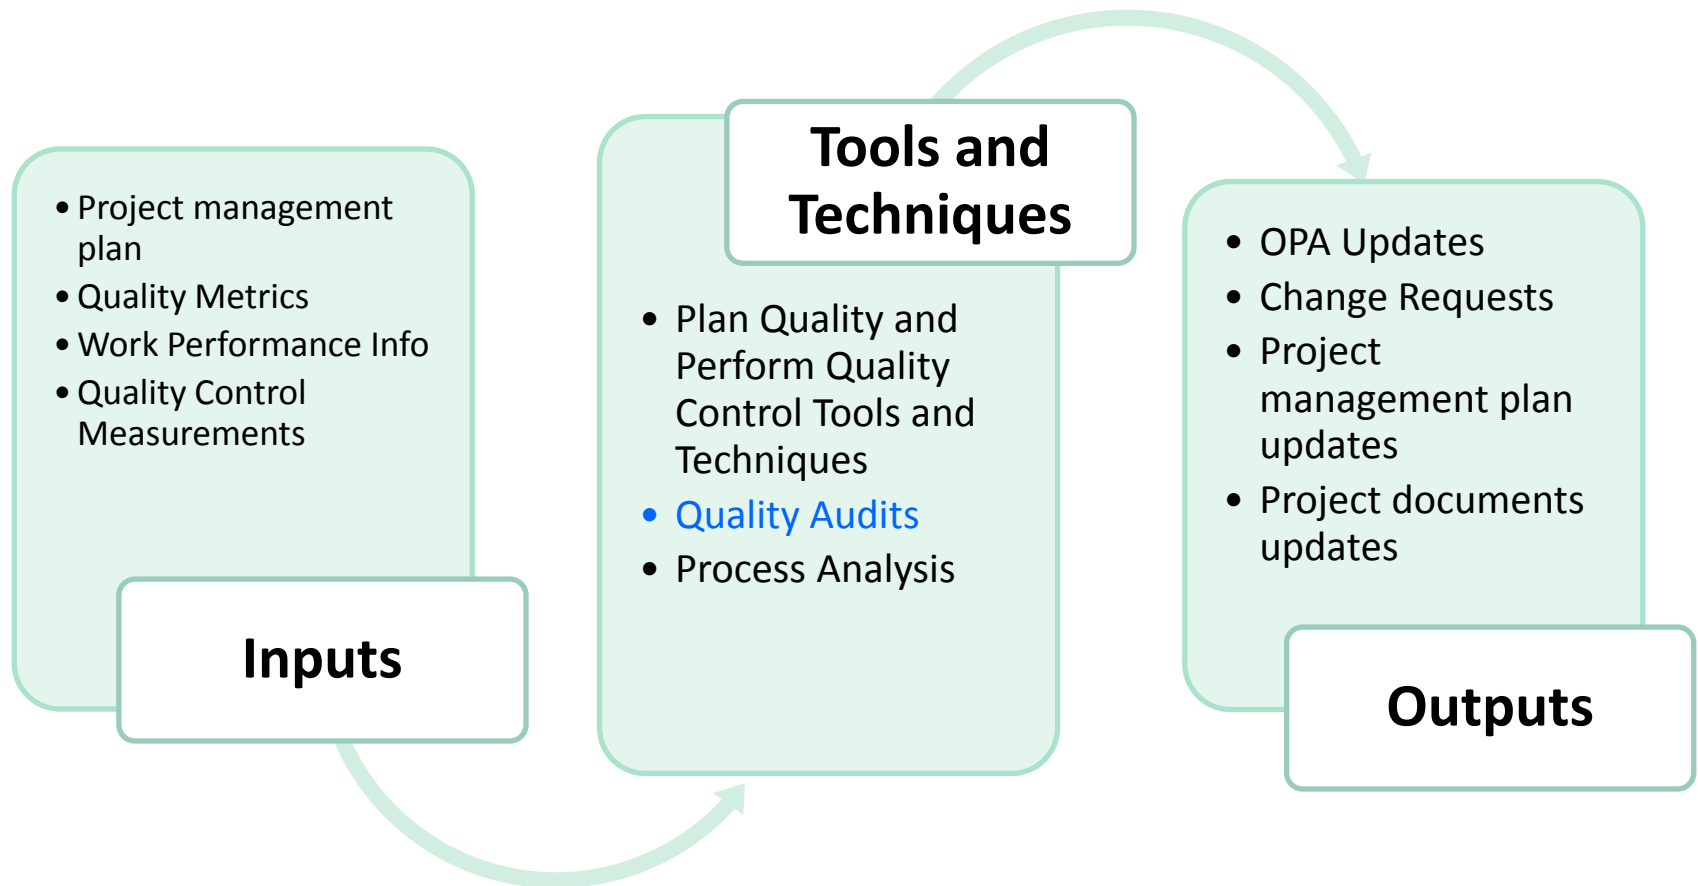 • Project management
plan
• Quality Metrics
• Work Performance Info
• Quality Control
Measurements
Inputs
Tools and
Techniques
• Plan Quality and
Perform Quality
Control Tools and
Techniques
• Quality Audits
• Process Analysis
• OPA Updates
• Change Requests
• Project
management plan
updates
• Project documents
updates
Outputs